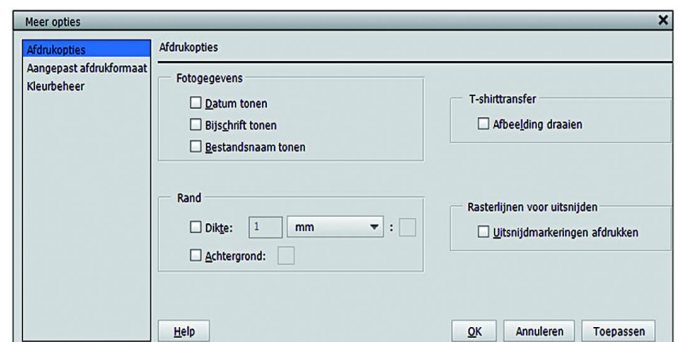 Meer opties
Afdrukopties
Aangepast afdrukformaat
Kleurbeheer
Afdrukopties
Fotogegevens
Datum tonen
Bijschrift tonen
Bestandsnaam tonen
T-shirttransfer
Afbeelding draaien
Rand
Dikte: 1 mm :
Achtergrond:
Rasterlijnen voor uitsnijden
Uitsnijdmarkeringen afdrukken
Help OK Annuleren Toepassen